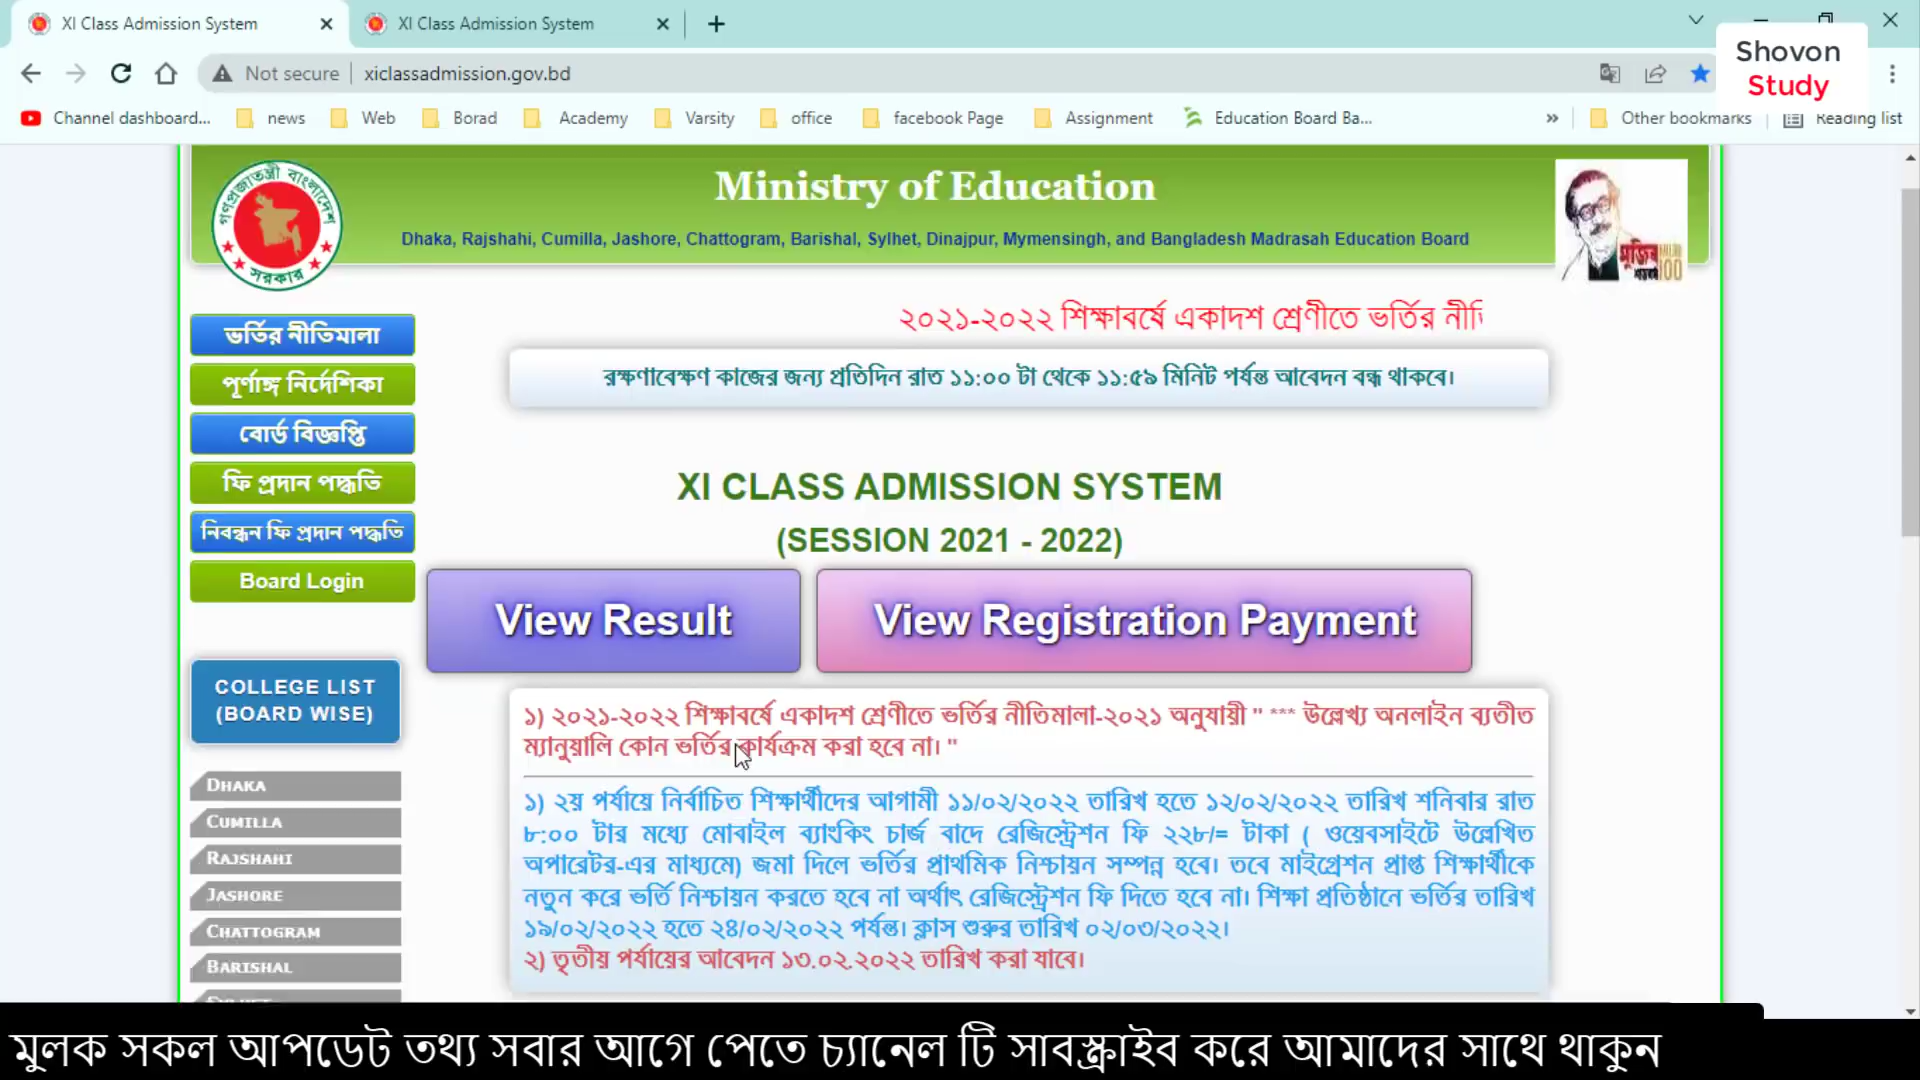 XI Class Admission System
XI Class Admission System
Not secure
xiclassadmission.gov.bd
Shovon
Study
Channel dashboard...
news
Web
Borad
Academy
Varsity
office
facebook Page
Assignment
Education Board Ba...
»
Other bookmarks
Reading list
গণপ্রজাতন্ত্রী বাংলাদেশ
সরকার
Ministry of Education
Dhaka, Rajshahi, Cumilla, Jashore, Chattogram, Barishal, Sylhet, Dinajpur, Mymensingh, and Bangladesh Madrasah Education Board
মুজিব
100
২০২১-২০২২ শিক্ষাবর্ষে একাদশ শ্রেণীতে ভর্তির
রক্ষণাবেক্ষণ কাজের জন্য প্রতিদিন রাত ১১:০০ টা থেকে ১১:৫৯ মিনিট পর্যন্ত আবেদন বন্ধ থাকবে।
ভর্তির নীতিমালা
পূর্ণাঙ্গ নির্দেশিকা
বোর্ড বিজ্ঞপ্তি
ফি প্রদান পদ্ধতি
নিবন্ধন ফি প্রদান পদ্ধতি
Board Login
XI CLASS ADMISSION SYSTEM
(SESSION 2021 - 2022)
View Result
View Registration Payment
COLLEGE LIST
(BOARD WISE)
DHAKA
CUMILLA
RAJSHAHI
JASHORE
CHATTOGRAM
BARISHAL
১) ২০২১-২০২২ শিক্ষাবর্ষে একাদশ শ্রেণীতে ভর্তির নীতিমালা-২০২১ অনুযায়ী " *** উল্লেখ্য অনলাইন ব্যতীত
ম্যানুয়ালি কোন ভর্তির কার্যক্রম করা হবে না। "
১) ২য় পর্যায়ে নির্বাচিত শিক্ষার্থীদের আগামী ১১/০২/২০২২ তারিখ হতে ১২/০২/২০২২ তারিখ শনিবার রাত
৮:০০ টার মধ্যে মোবাইল ব্যাংকিং চার্জ বাদে রেজিস্ট্রেশন ফি ২২৮/= টাকা ( ওয়েবসাইটে উল্লেখিত
অপারেটর-এর মাধ্যমে) জমা দিলে ভর্তির প্রাথমিক নিশ্চায়ন সম্পন্ন হবে। তবে মাইগ্রেশন প্রাপ্ত শিক্ষার্থীকে
নতুন করে ভর্তি নিশ্চায়ন করতে হবে না অর্থাৎ রেজিস্ট্রেশন ফি দিতে হবে না। শিক্ষা প্রতিষ্ঠানে ভর্তির তারিখ
১৯/০২/২০২২ হতে ২৪/০২/২০২২ পর্যন্ত। ক্লাস শুরুর তারিখ ০২/০৩/২০২২।
২) তৃতীয় পর্যায়ের আবেদন ১৩.০২.২০২২ তারিখ করা যাবে।
মুলক সকল আপডেট তথ্য সবার আগে পেতে চ্যানেল টি সাবস্ক্রাইব করে আমাদের সাথে থাকুন